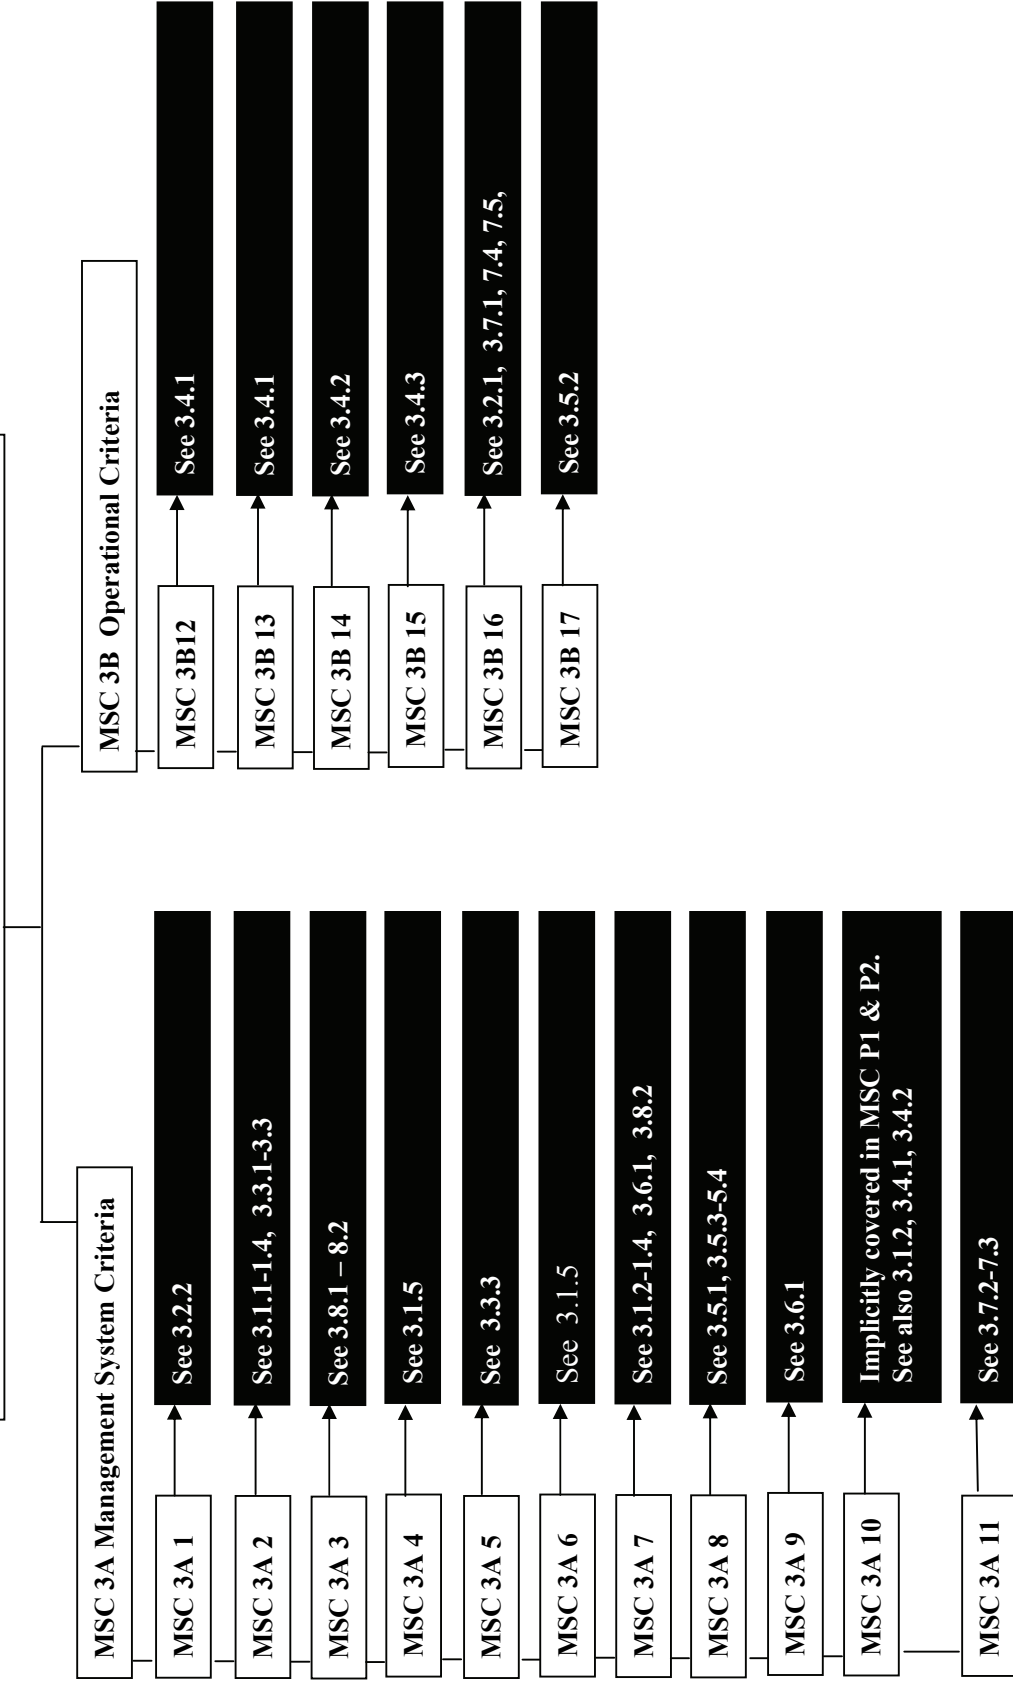 MSC 3A Management System Criteria
MSC 3A 1
See 3.2.2
MSC 3A 2
See 3.1.1-1.4, 3.3.1-3.3
MSC 3A 3
See 3.8.1 – 8.2
MSC 3A 4
See 3.1.5
MSC 3A 5
See 3.3.3
MSC 3A 6
See 3.1.5
MSC 3A 7
See 3.1.2-1.4, 3.6.1, 3.8.2
MSC 3A 8
See 3.5.1, 3.5.3-5.4
MSC 3A 9
See 3.6.1
MSC 3A 10
Implicitly covered in MSC P1 & P2.
See also 3.1.2, 3.4.1, 3.4.2
MSC 3A 11
See 3.7.2-7.3
MSC 3B Operational Criteria
MSC 3B12
See 3.4.1
MSC 3B 13
See 3.4.1
MSC 3B 14
See 3.4.2
MSC 3B 15
See 3.4.3
MSC 3B 16
See 3.2.1, 3.7.1, 7.4, 7.5,
MSC 3B 17
See 3.5.2